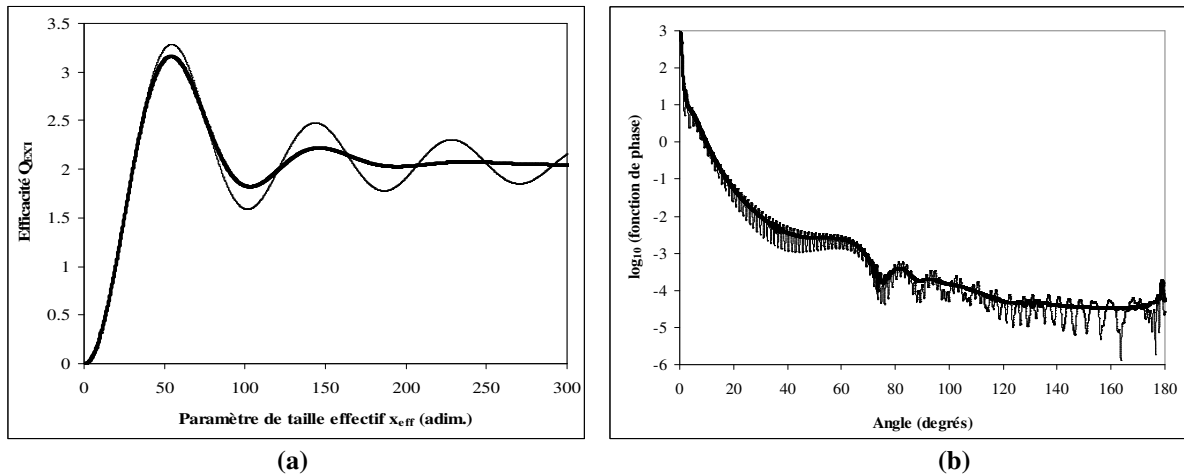 3.5
3
2.5
2
1.5
1
0.5
0
Efficacité Q_EXT
0 50 100 150 200 250 300
Paramètre de taille effectif x_eff (adim.)
(a)
3
2
1
0
-1
-2
-3
-4
-5
-6
log₁₀ (fonction de phase)
0 20 40 60 80 100 120 140 160 180
Angle (degrés)
(b)